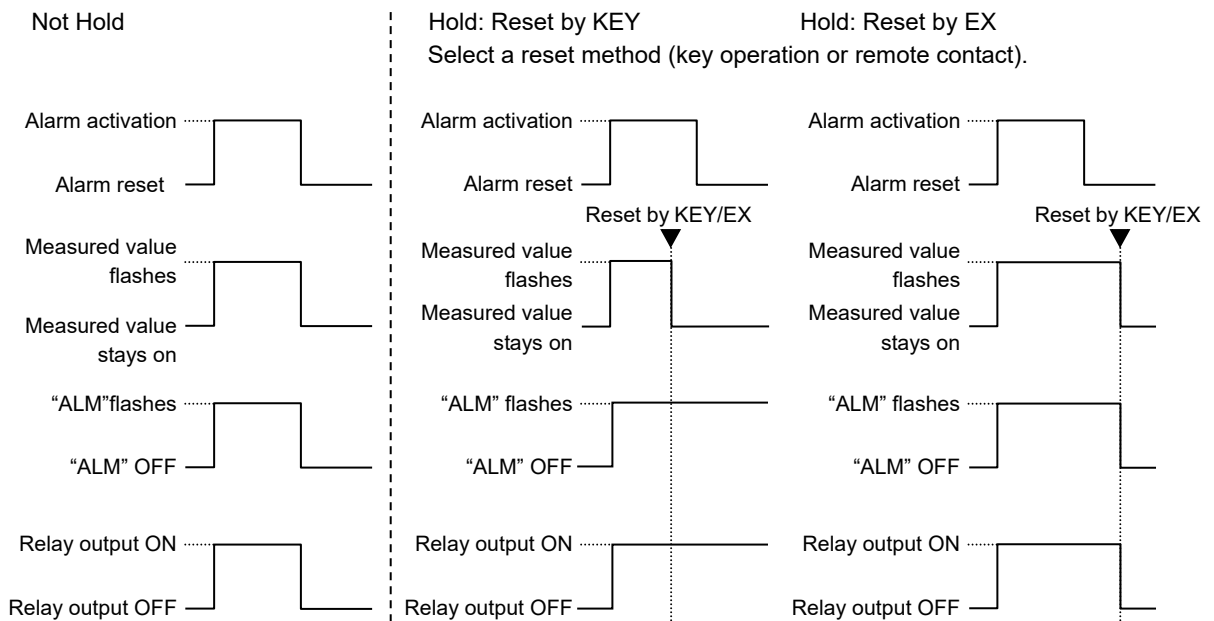 Not Hold
Hold: Reset by KEY
Hold: Reset by EX
Select a reset method (key operation or remote contact).
Alarm activation
Alarm reset
Measured value
flashes
Measured value
stays on
“ALM”flashes
“ALM” OFF
Relay output ON
Relay output OFF
Alarm activation
Alarm reset
Reset by KEY/EX
Measured value
flashes
Measured value
stays on
“ALM” flashes
“ALM” OFF
Relay output ON
Relay output OFF
Alarm activation
Alarm reset
Reset by KEY/EX
Measured value
flashes
Measured value
stays on
“ALM” flashes
“ALM” OFF
Relay output ON
Relay output OFF